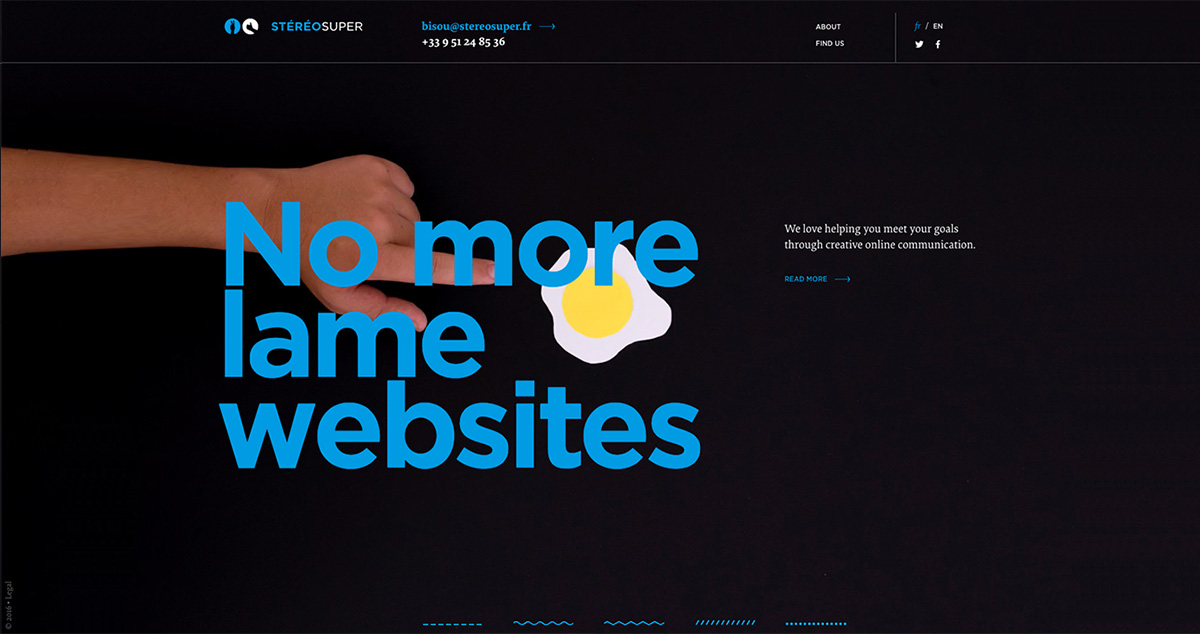 STÉRÉOSUPER
bisou@stereosuper.fr
+33 9 51 24 85 36
ABOUT
FIND US
fr / EN
No more
lame
websites
We love helping you meet your goals
through creative online communication.
READ MORE
© 2016 • Legal